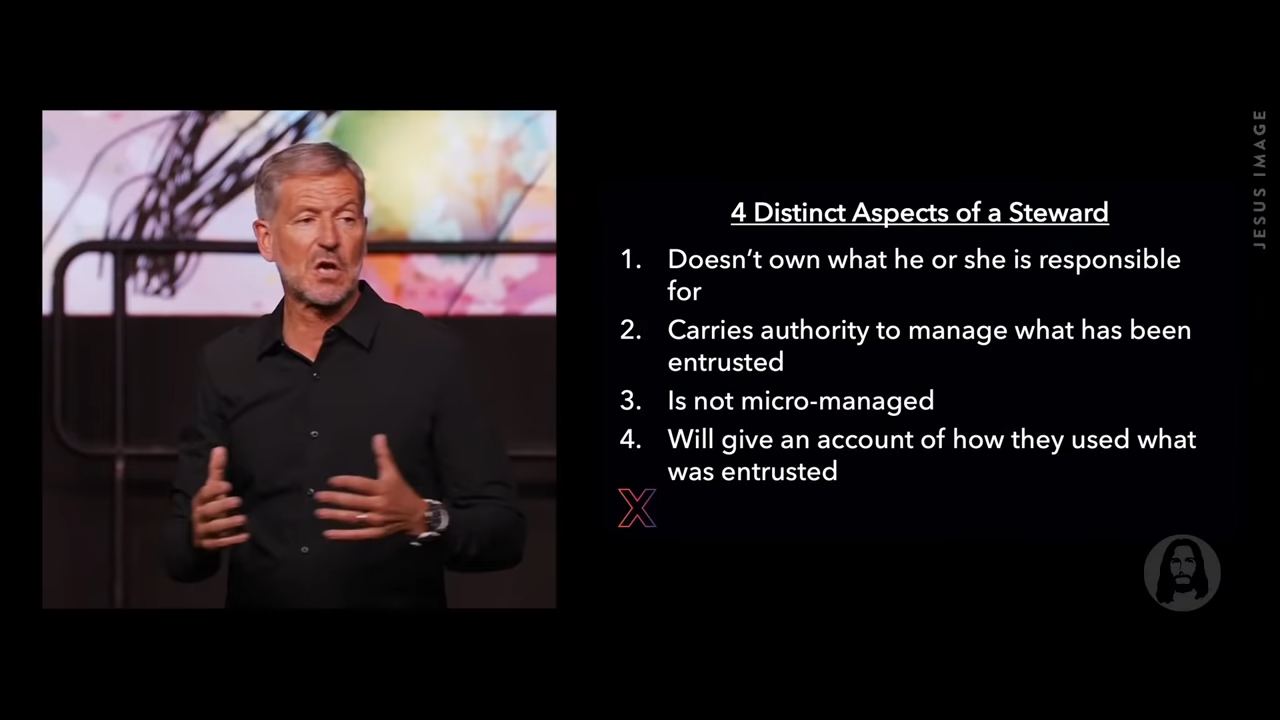 4 Distinct Aspects of a Steward
1. Doesn’t own what he or she is responsible
for
2. Carries authority to manage what has been
entrusted
3. Is not micro-managed
4. Will give an account of how they used what
was entrusted
X
JESUS IMAGE